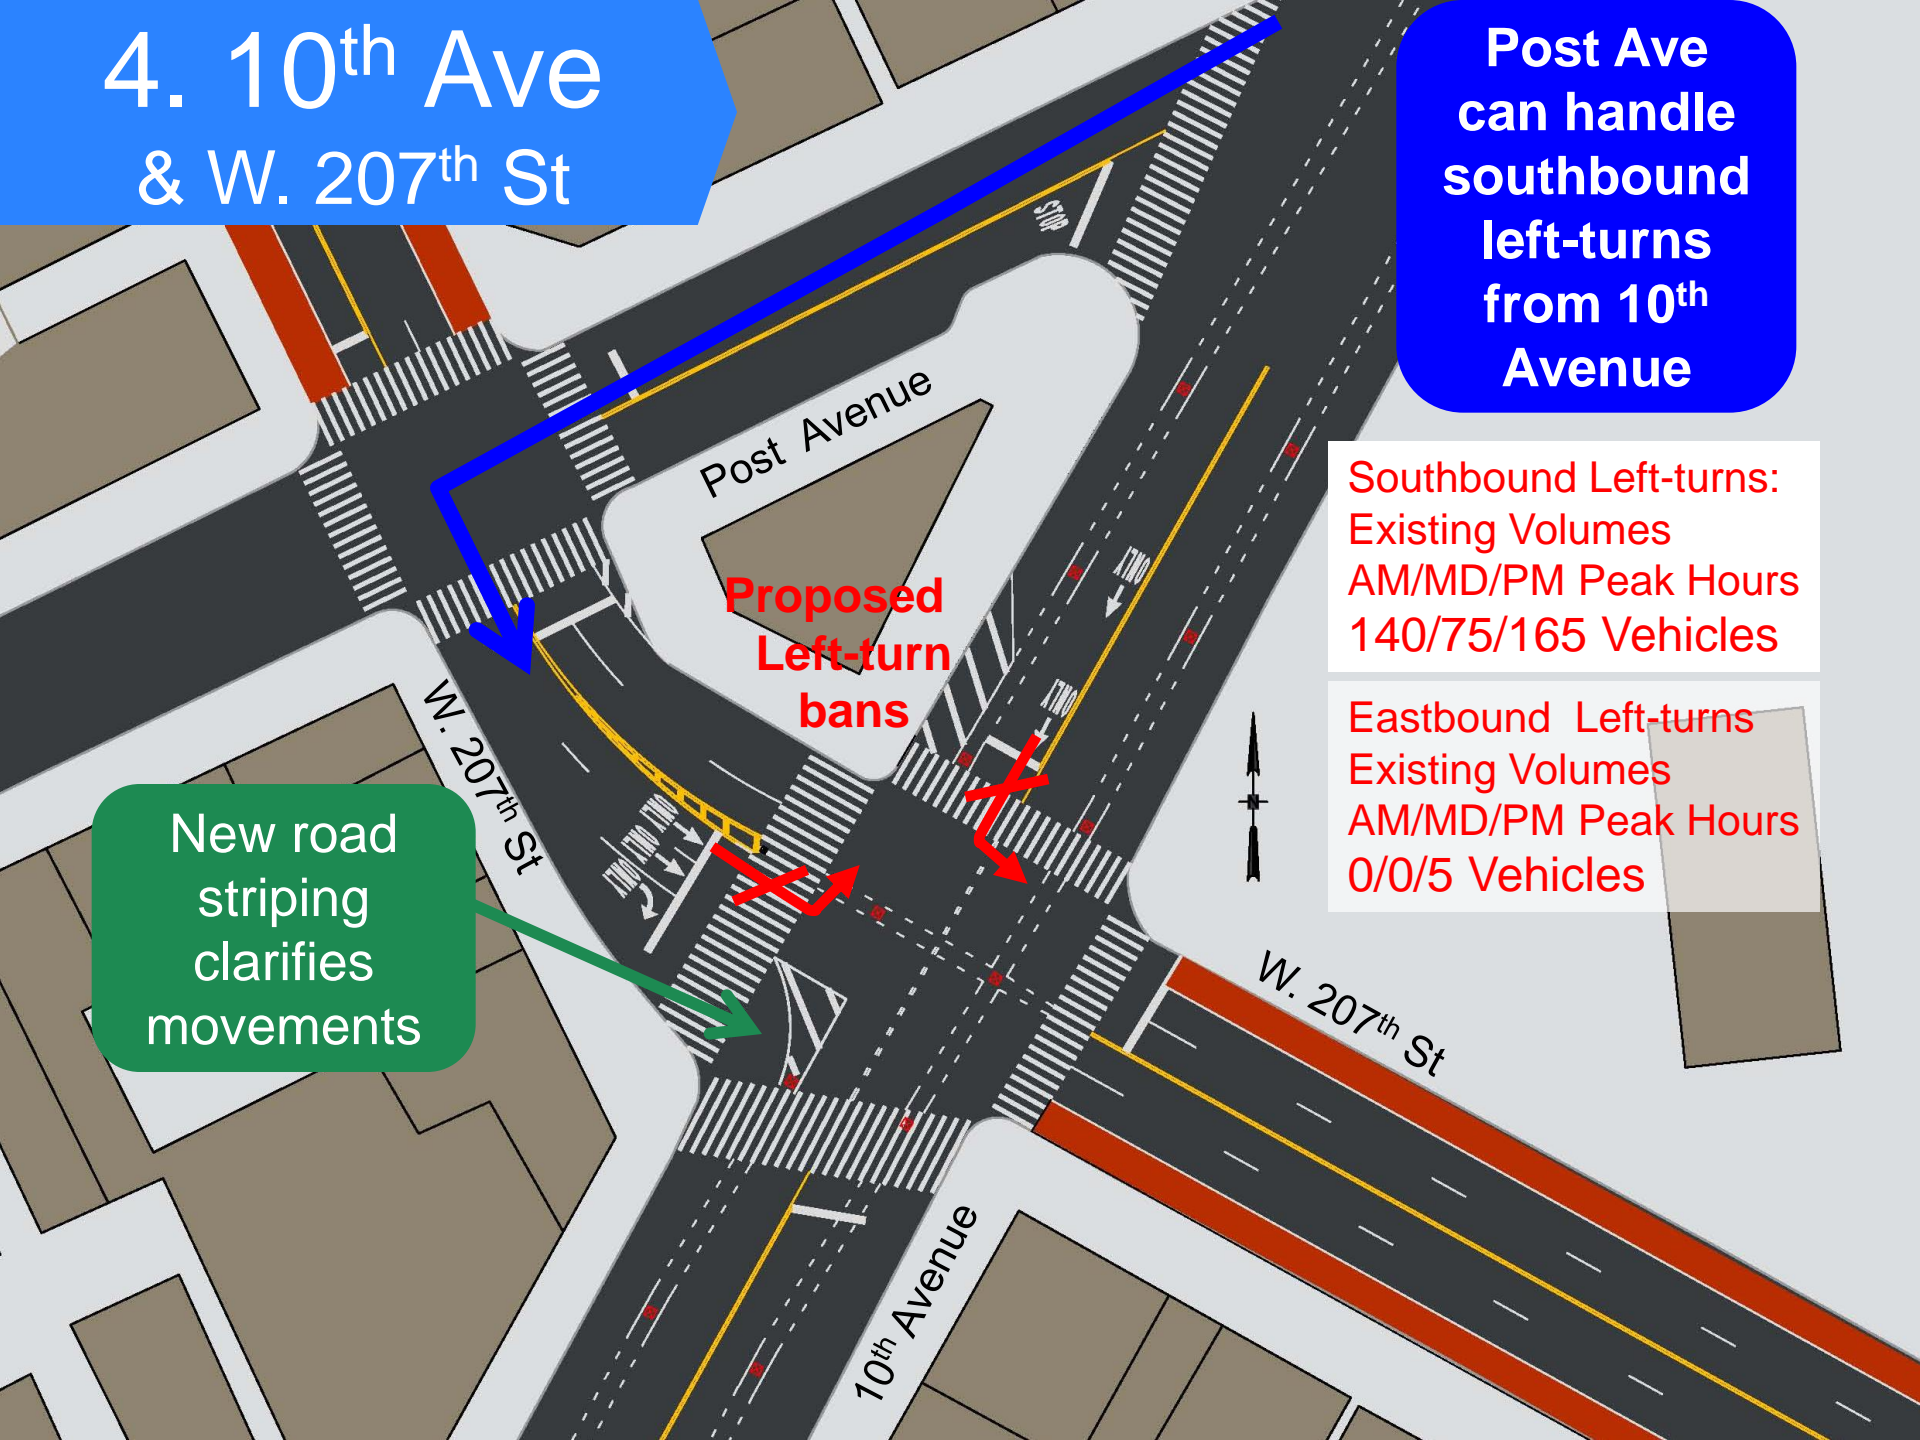 4. 10th Ave
& W. 207th St
Post Ave
can handle
southbound
left-turns
from 10th
Avenue
STOP
Post Avenue
Southbound Left-turns:
Existing Volumes
AM/MD/PM Peak Hours
140/75/165 Vehicles
ONLY
Proposed
Left-turn
bans
ONLY
Eastbound Left-turns
Existing Volumes
AM/MD/PM Peak Hours
0/0/5 Vehicles
W. 207th St
N
ONLY
ONLY
ONLY
New road
striping
clarifies
movements
W. 207th St
10th Avenue